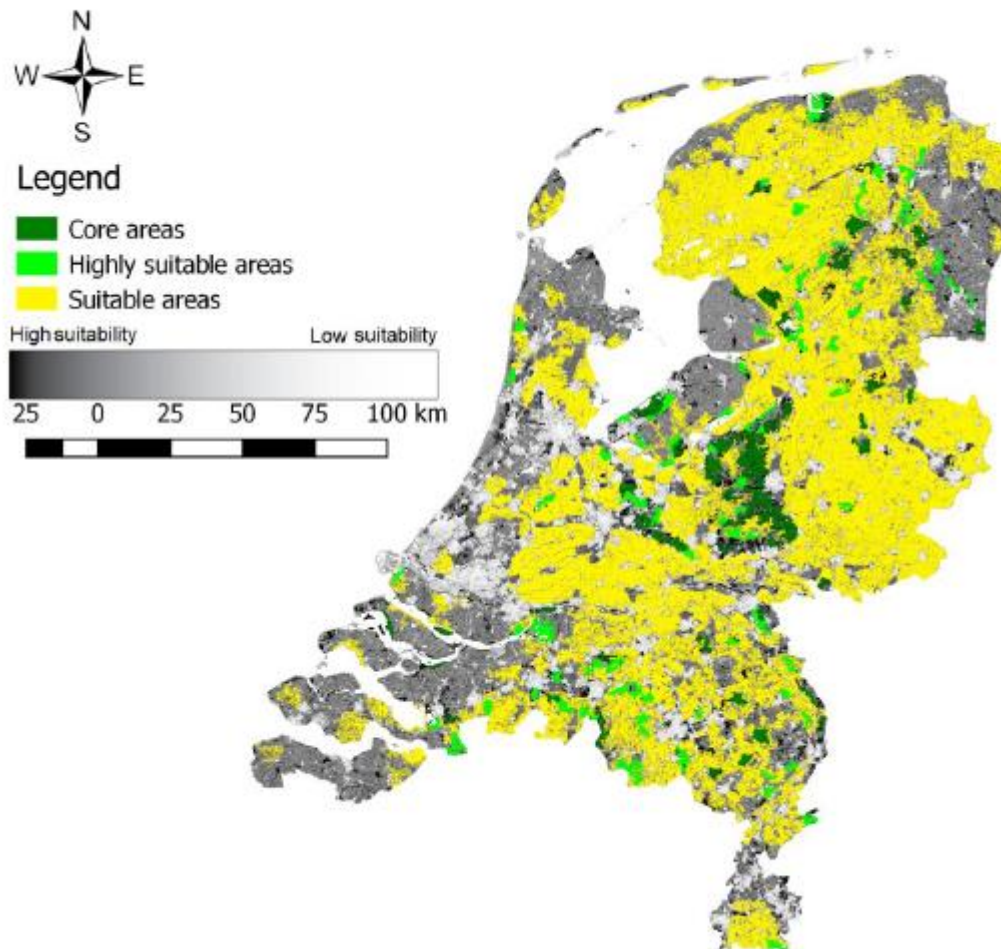 N
W E
S
Legend
Core areas
Highly suitable areas
Suitable areas
High suitability Low suitability
25 0 25 50 75 100 km